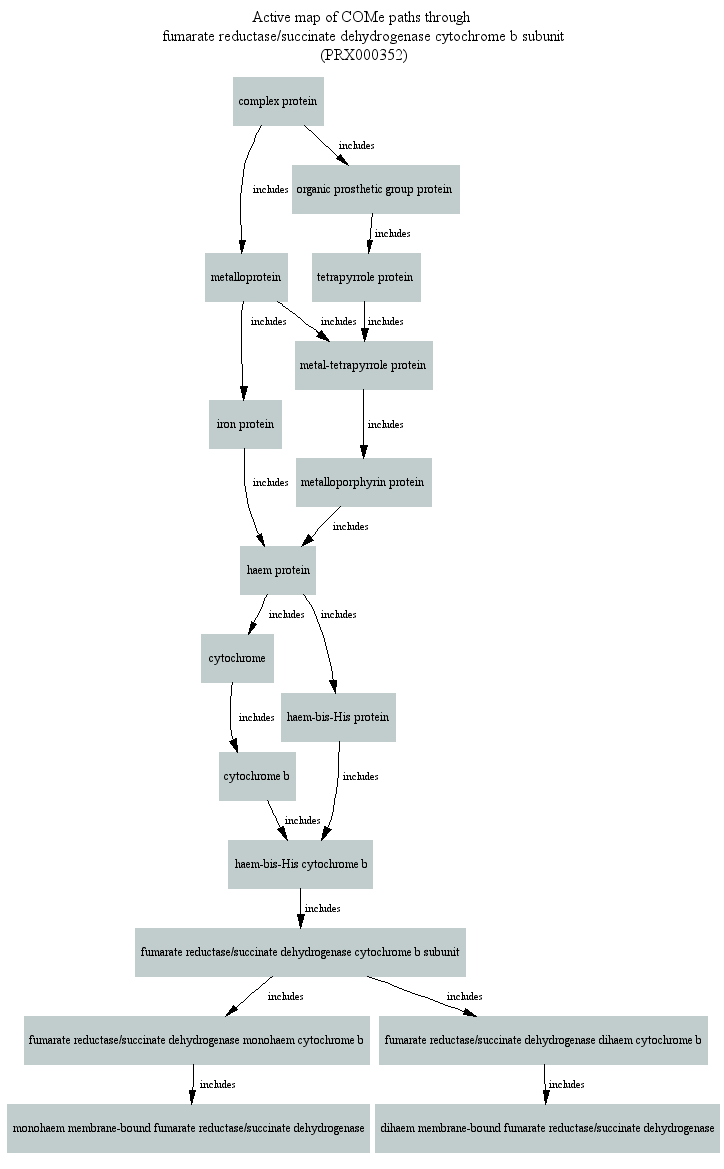 Active map of COMe paths through
fumarate reductase/succinate dehydrogenase cytochrome b subunit
(PRX000352)
complex protein
includes
includes
organic prosthetic group protein
includes
metalloprotein
tetrapyrrole protein
includes
includes
includes
metal-tetrapyrrole protein
iron protein
includes
includes
metalloporphyrin protein
includes
haem protein
includes
includes
cytochrome
includes
haem-bis-His protein
cytochrome b
includes
includes
haem-bis-His cytochrome b
includes
fumarate reductase/succinate dehydrogenase cytochrome b subunit
includes
includes
fumarate reductase/succinate dehydrogenase monohaem cytochrome b
fumarate reductase/succinate dehydrogenase dihaem cytochrome b
includes
includes
monohaem membrane-bound fumarate reductase/succinate dehydrogenase
dihaem membrane-bound fumarate reductase/succinate dehydrogenase